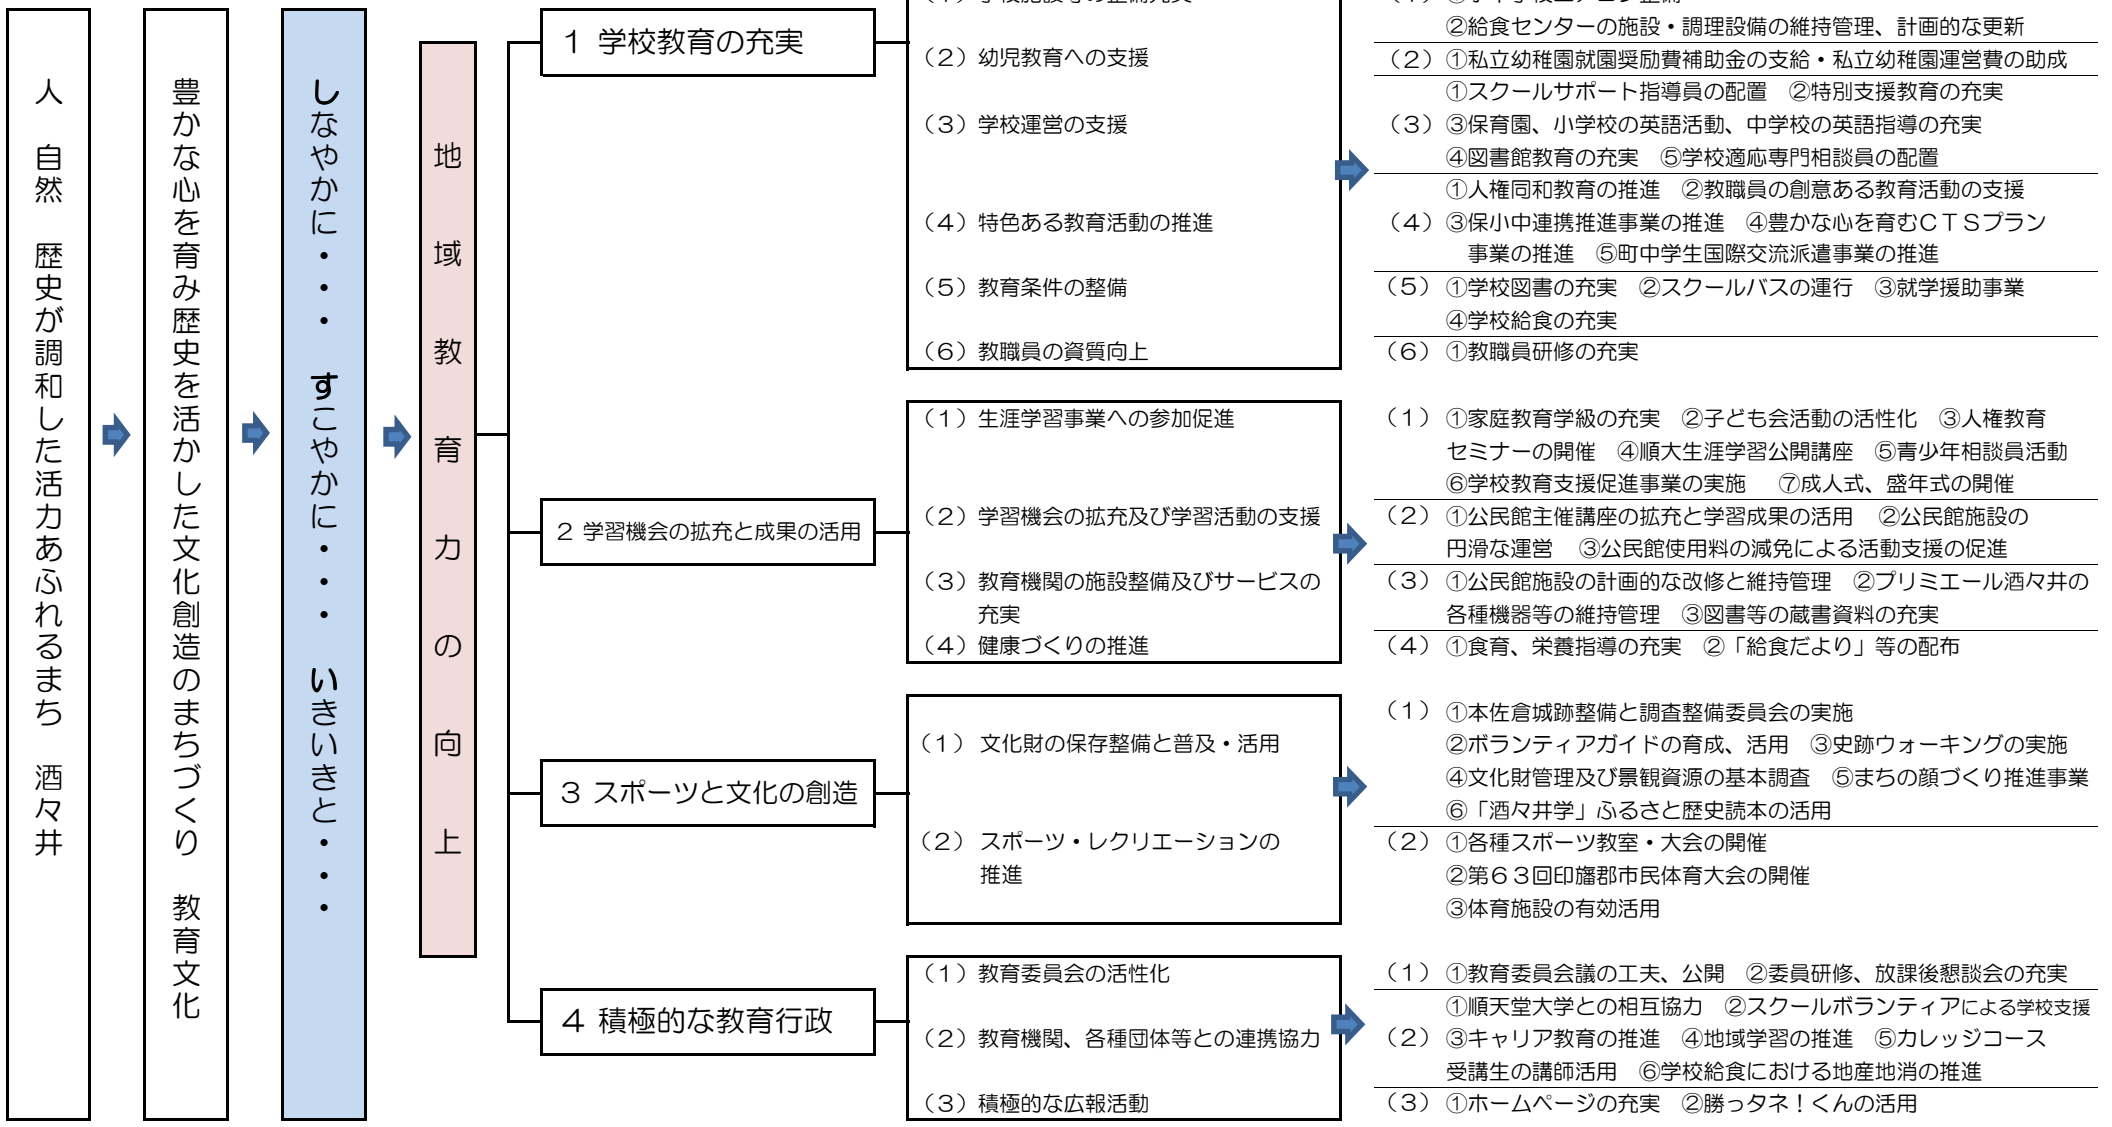 人　自然　歴史が調和した活力あふれるまち　酒々井
豊かな心を育み歴史を活かした文化創造のまちづくり　教育文化
しなやかに・・・　すこやかに・・・　いきいきと・・・
地域教育力の向上
1 学校教育の充実
（2）幼児教育への支援
（3）学校運営の支援
（4）特色ある教育活動の推進
（5）教育条件の整備
（6）教職員の資質向上
②給食センターの施設・調理設備の維持管理、計画的な更新
（2）①私立幼稚園就園奨励費補助金の支給・私立幼稚園運営費の助成
①スクールサポート指導員の配置　②特別支援教育の充実
（3）③保育園、小学校の英語活動、中学校の英語指導の充実
④図書館教育の充実　⑤学校適応専門相談員の配置
①人権同和教育の推進　②教職員の創意ある教育活動の支援
（4）③保小中連携推進事業の推進　④豊かな心を育むＣＴＳプラン
事業の推進　⑤町中学生国際交流派遣事業の推進
（5）①学校図書の充実　②スクールバスの運行　③就学援助事業
④学校給食の充実
（6）①教職員研修の充実
2 学習機会の拡充と成果の活用
（1）生涯学習事業への参加促進
（2）学習機会の拡充及び学習活動の支援
（3）教育機関の施設整備及びサービスの
充実
（4）健康づくりの推進
（1）①家庭教育学級の充実　②子ども会活動の活性化　③人権教育
セミナーの開催　④順大生涯学習公開講座　⑤青少年相談員活動
⑥学校教育支援促進事業の実施　⑦成人式、盛年式の開催
（2）①公民館主催講座の拡充と学習成果の活用　②公民館施設の
円滑な運営　③公民館使用料の減免による活動支援の促進
（3）①公民館施設の計画的な改修と維持管理　②プリミエール酒々井の
各種機器等の維持管理　③図書等の蔵書資料の充実
（4）①食育、栄養指導の充実　②「給食だより」等の配布
3 スポーツと文化の創造
（1）文化財の保存整備と普及・活用
（2）スポーツ・レクリエーションの
推進
（1）①本佐倉城跡整備と調査整備委員会の実施
②ボランティアガイドの育成、活用　③史跡ウォーキングの実施
④文化財管理及び景観資源の基本調査　⑤まちの顔づくり推進事業
⑥「酒々井学」ふるさと歴史読本の活用
（2）①各種スポーツ教室・大会の開催
②第６３回印旛郡市民体育大会の開催
③体育施設の有効活用
4 積極的な教育行政
（1）教育委員会の活性化
（2）教育機関、各種団体等との連携協力
（3）積極的な広報活動
（1）①教育委員会議の工夫、公開　②委員研修、放課後懇談会の充実
①順天堂大学との相互協力　②スクールボランティアによる学校支援
（2）③キャリア教育の推進　④地域学習の推進　⑤カレッジコース
受講生の講師活用　⑥学校給食における地産地消の推進
（3）①ホームページの充実　②勝っタネ！くんの活用